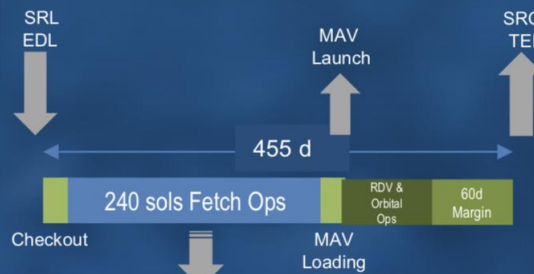 SRL
EDL
MAV
Launch
455 d
240 sols Fetch Ops
RDV &
Orbital
Ops
60d
Margin
Checkout
MAV
Loading